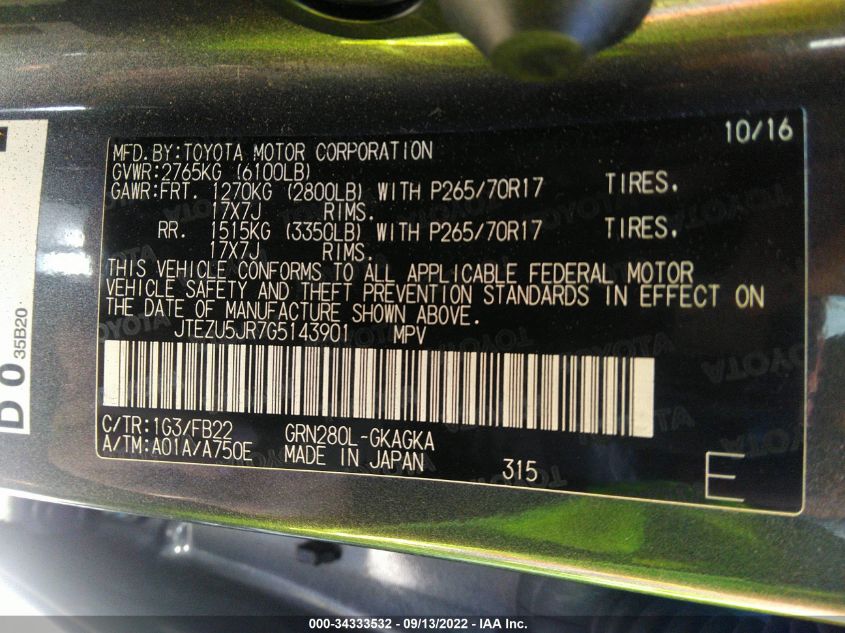 10/16
MFD.BY:TOYOTA MOTOR CORPORATION
GVWR:2765KG (6100LB)
GAWR:FRT. 1270KG (2800LB) WITH P265/70R17 TIRES.
17X7J RIMS.
RR. 1515KG (3350LB) WITH P265/70R17 TIRES.
17X7J RIMS.
THIS VEHICLE CONFORMS TO ALL APPLICABLE FEDERAL MOTOR
VEHICLE SAFETY AND THEFT PREVENTION STANDARDS IN EFFECT ON
THE DATE OF MANUFACTURE SHOWN ABOVE.
JTEZU5JR7G5143901 MPV
C/TR:1G3/FB22 GRN280L-GKAGKA
A/TM:A01A/A750E MADE IN JAPAN 315
E
D 0
35B20
000-34333532 - 09/13/2022 - IAA Inc.